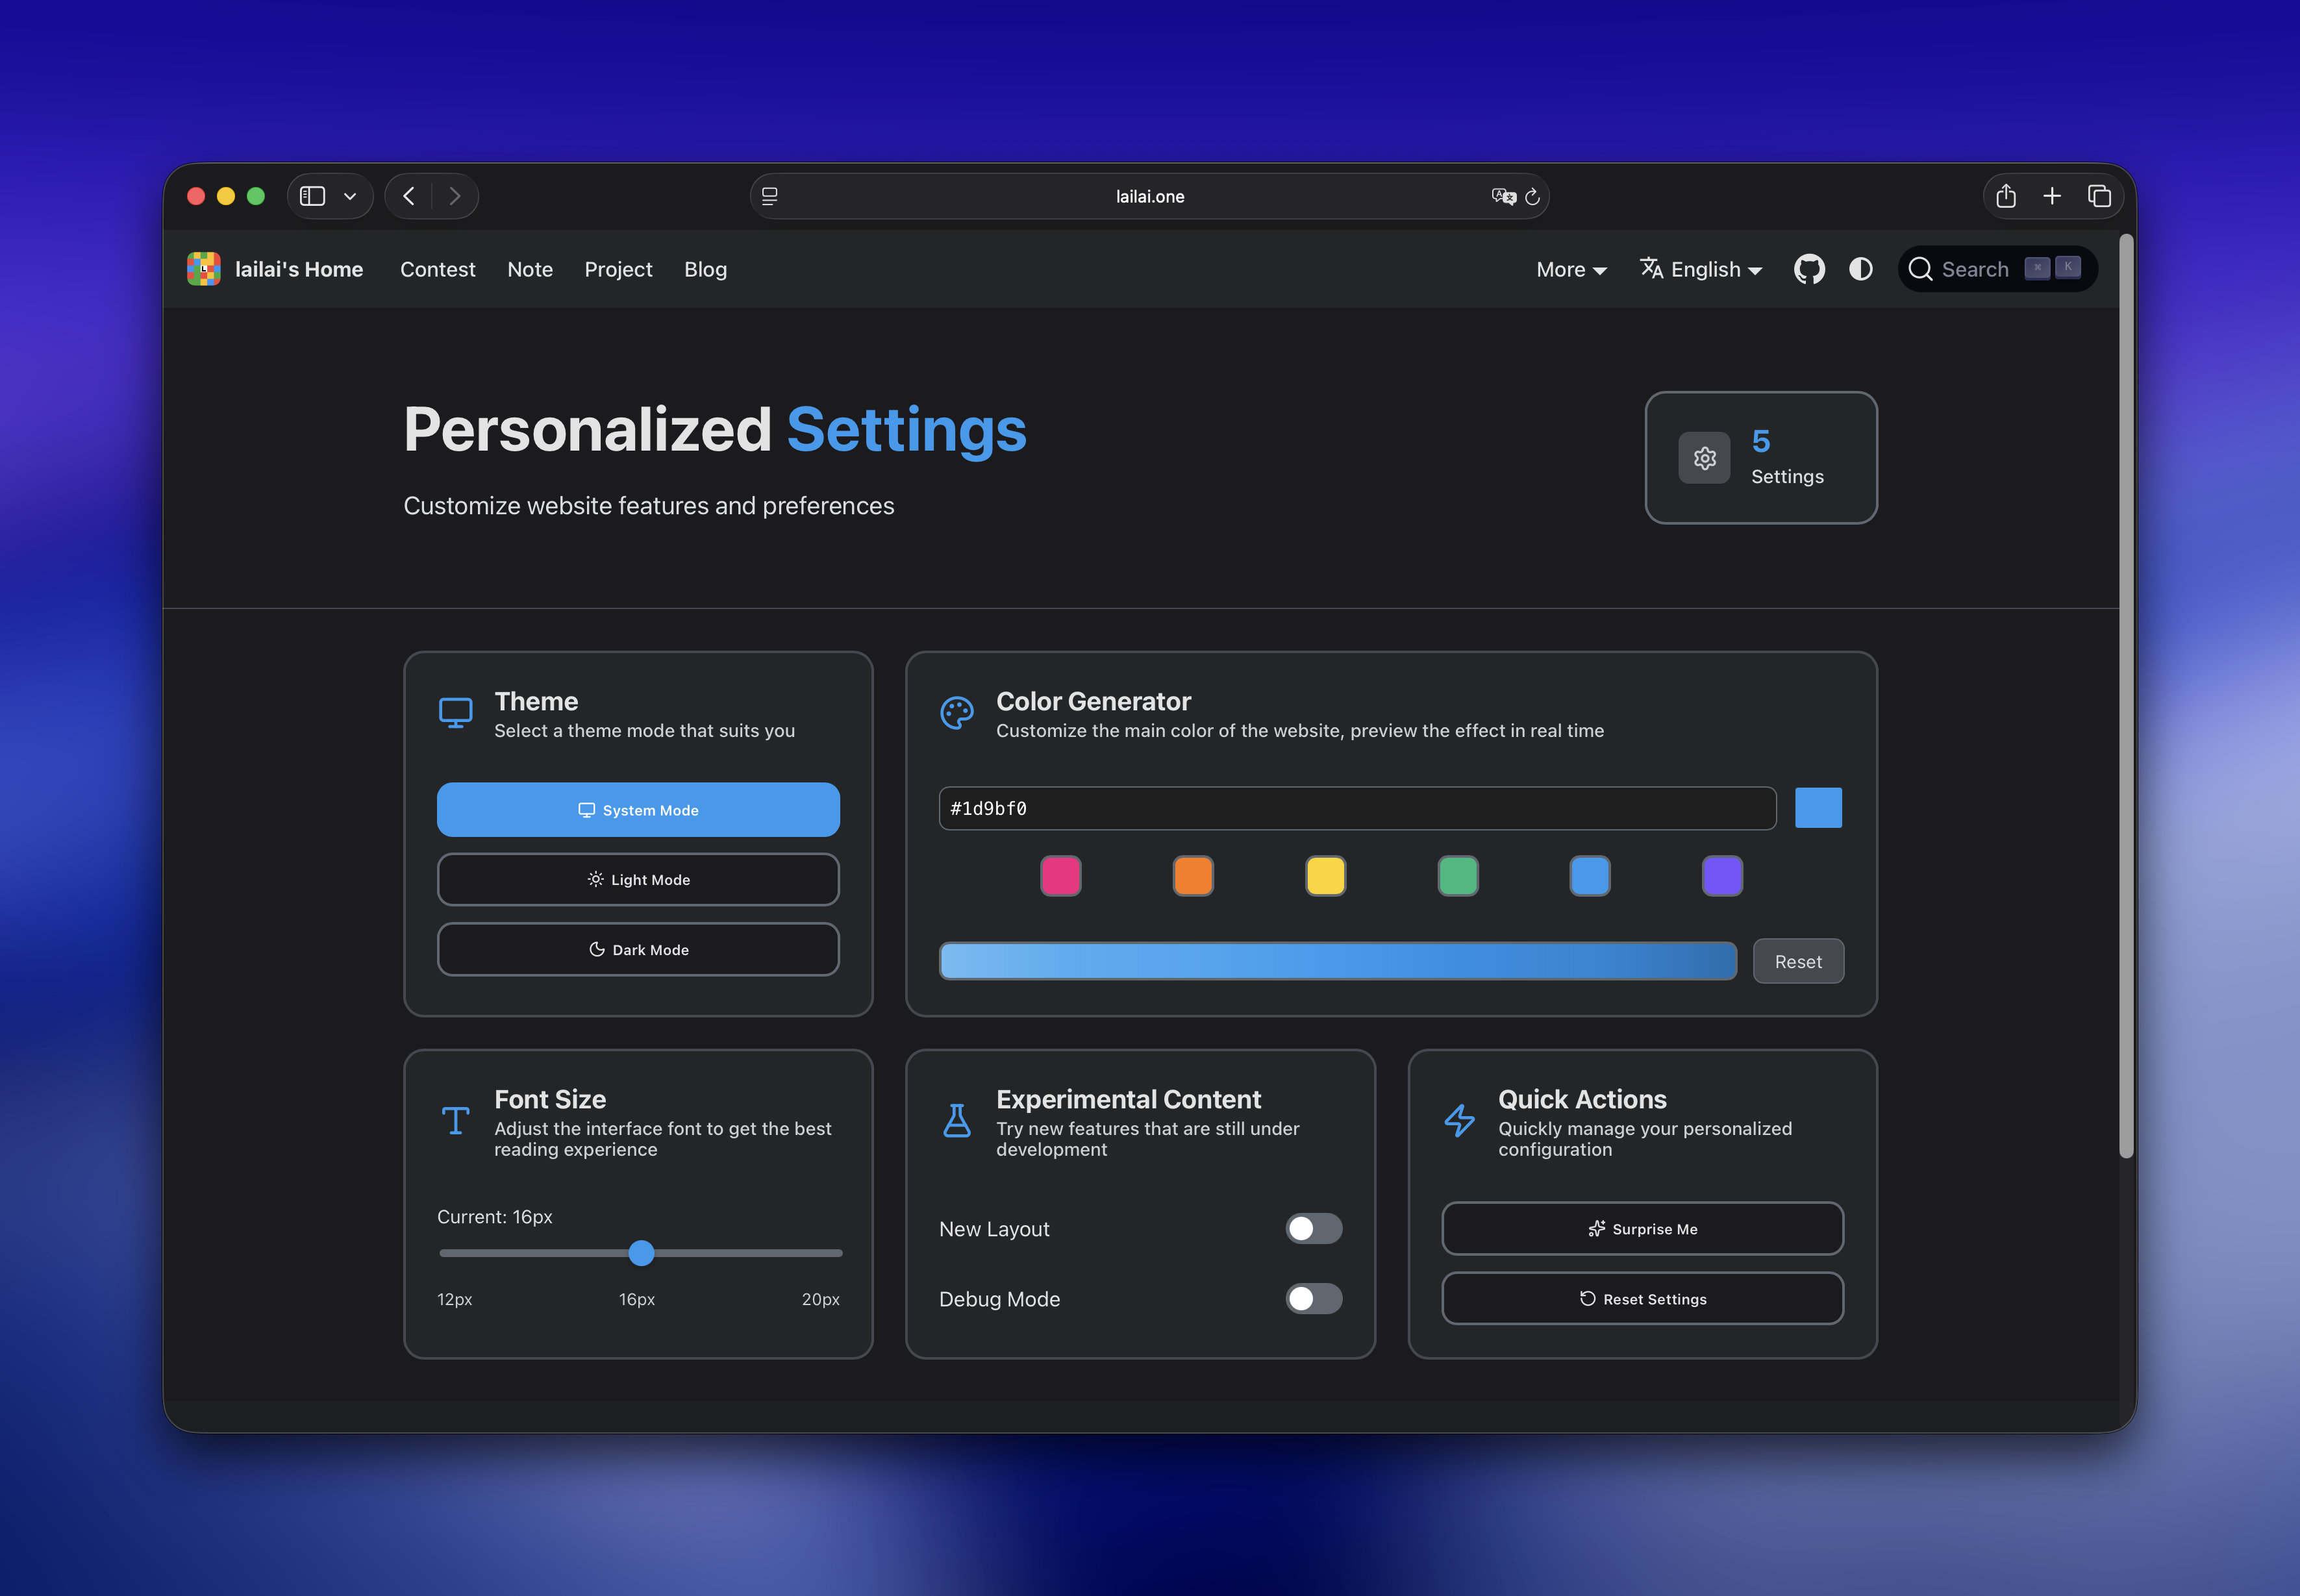 lailai.one
lailai's Home
Contest
Note
Project
Blog
More
English
Search
⌘ K
Personalized Settings
Customize website features and preferences
5
Settings
Theme
Select a theme mode that suits you
System Mode
Light Mode
Dark Mode
Color Generator
Customize the main color of the website, preview the effect in real time
#1d9bf0
Reset
Font Size
Adjust the interface font to get the best
reading experience
Current: 16px
12px
16px
20px
Experimental Content
Try new features that are still under
development
New Layout
Debug Mode
Quick Actions
Quickly manage your personalized
configuration
Surprise Me
Reset Settings